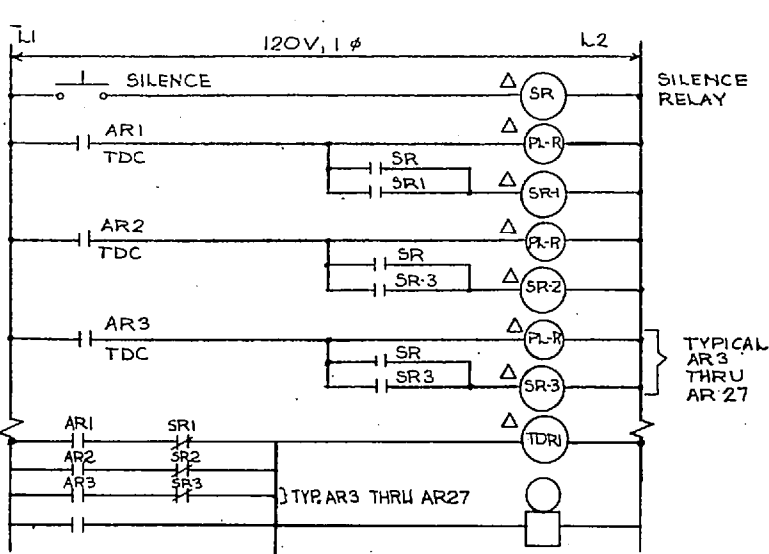 L1 120V, 1 ø L2
SILENCE
SR
SILENCE
RELAY
AR1
TDC
PL-R
SR
SR1
SR-1
AR2
TDC
PL-R
SR
SR-3
SR-2
AR3
TDC
PL-R
SR
SR3
SR-3
TYPICAL
AR3
THRU
AR 27
AR1 SR1
TDR1
AR2 SR2
AR3 SR3
TYP. AR3 THRU AR27